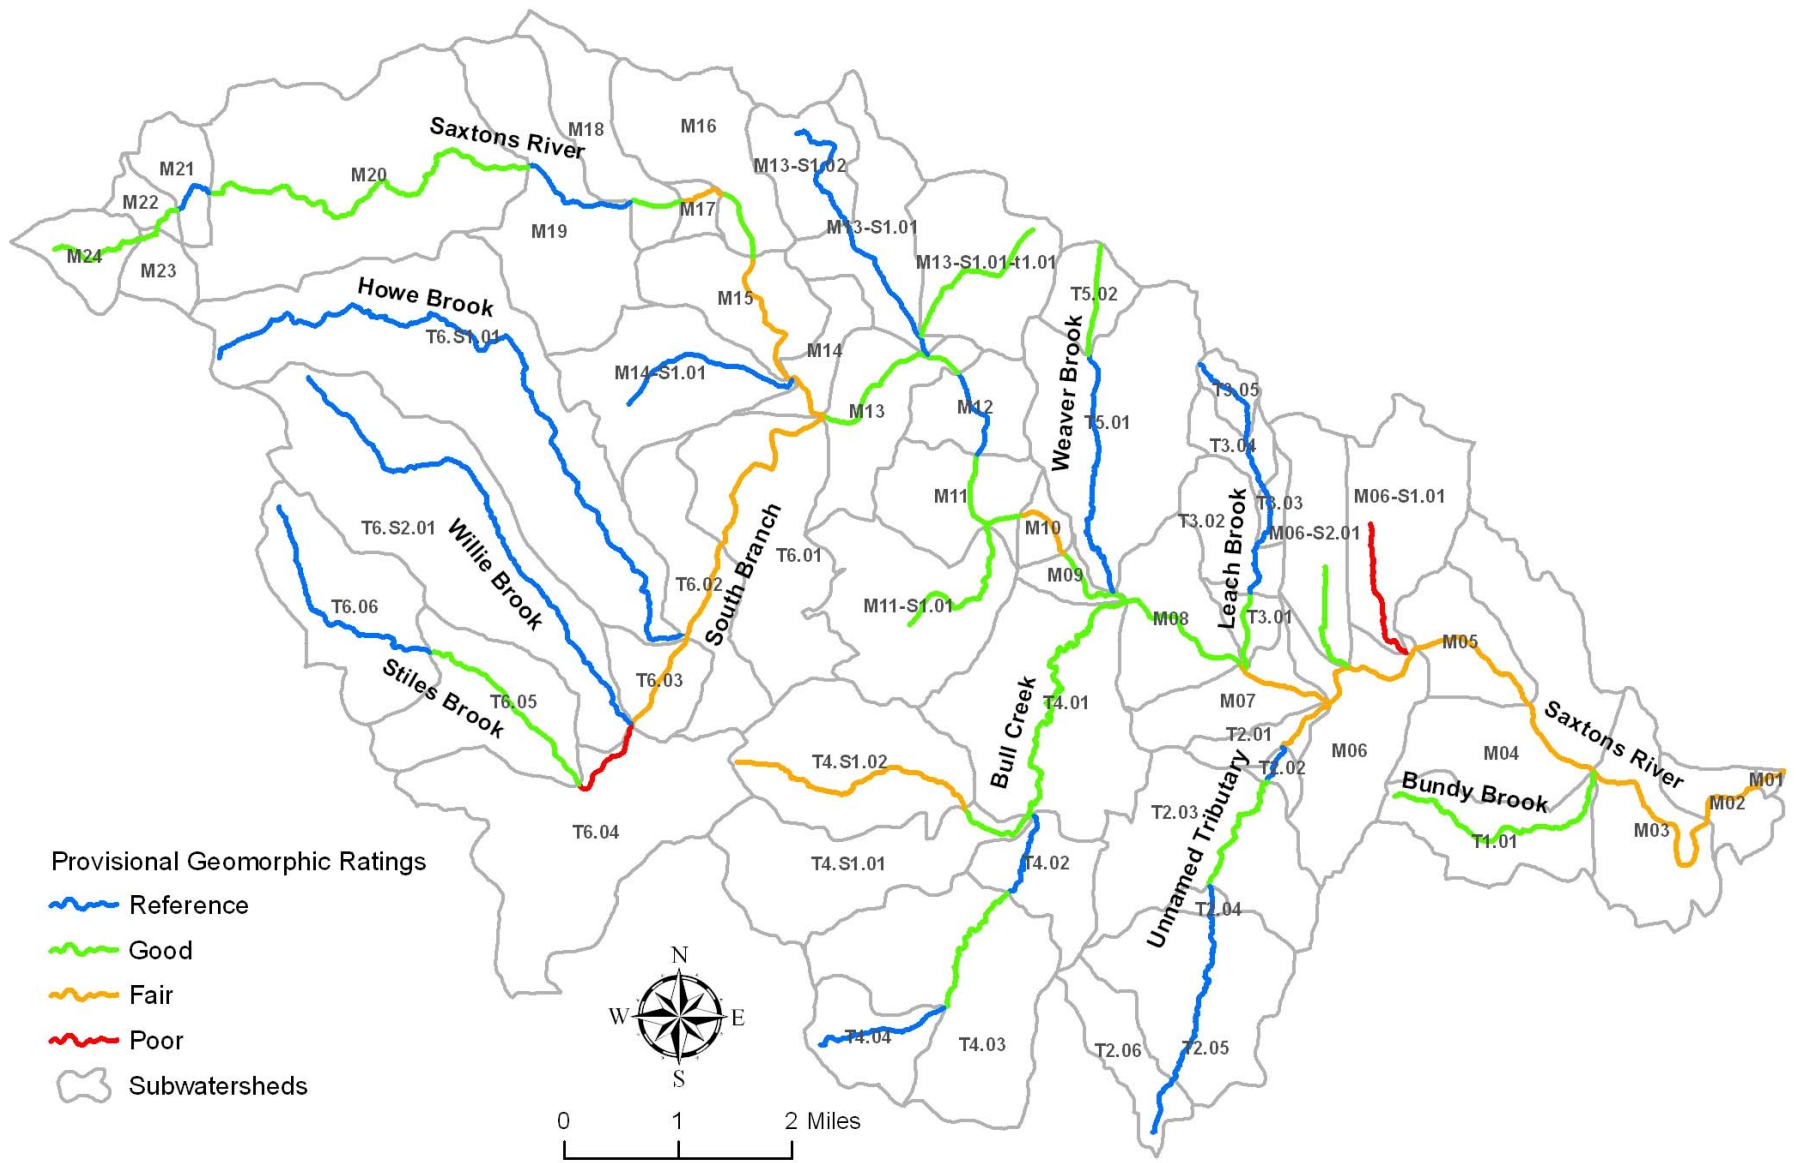 M18
M16
Saxtons River
M21
M20
M13-S1.02
M22
M17
M19
M13-S1.01
M24
M23
M13-S1.01-t1.01
Howe Brook
M15
T5.02
T6.S1.01
M14
M14-S1.01
T3.05
M13
M12
Weaver Brook
T5.01
T3.04
M11
M06-S1.01
T3.03
T6.S2.01
Willie Brook
T3.02
M10
M06-S2.01
South Branch
T6.01
Leach Brook
M09
T6.02
T6.06
M11-S1.01
M08
T3.01
M05
Stiles Brook
T6.03
T6.05
Bull Creek
T4.01
M07
Saxtons River
T2.01
M06
M04
T4.S1.02
T2.02
Bundy Brook
M01
M02
Unnamed Tributary
T2.03
T6.04
M03
T1.01
T4.S1.01
T4.02
T2.04
Provisional Geomorphic Ratings
Reference
Good
Fair
Poor
Subwatersheds
N
W
E
S
T4.04
T4.03
T2.06
T2.05
0 1 2 Miles